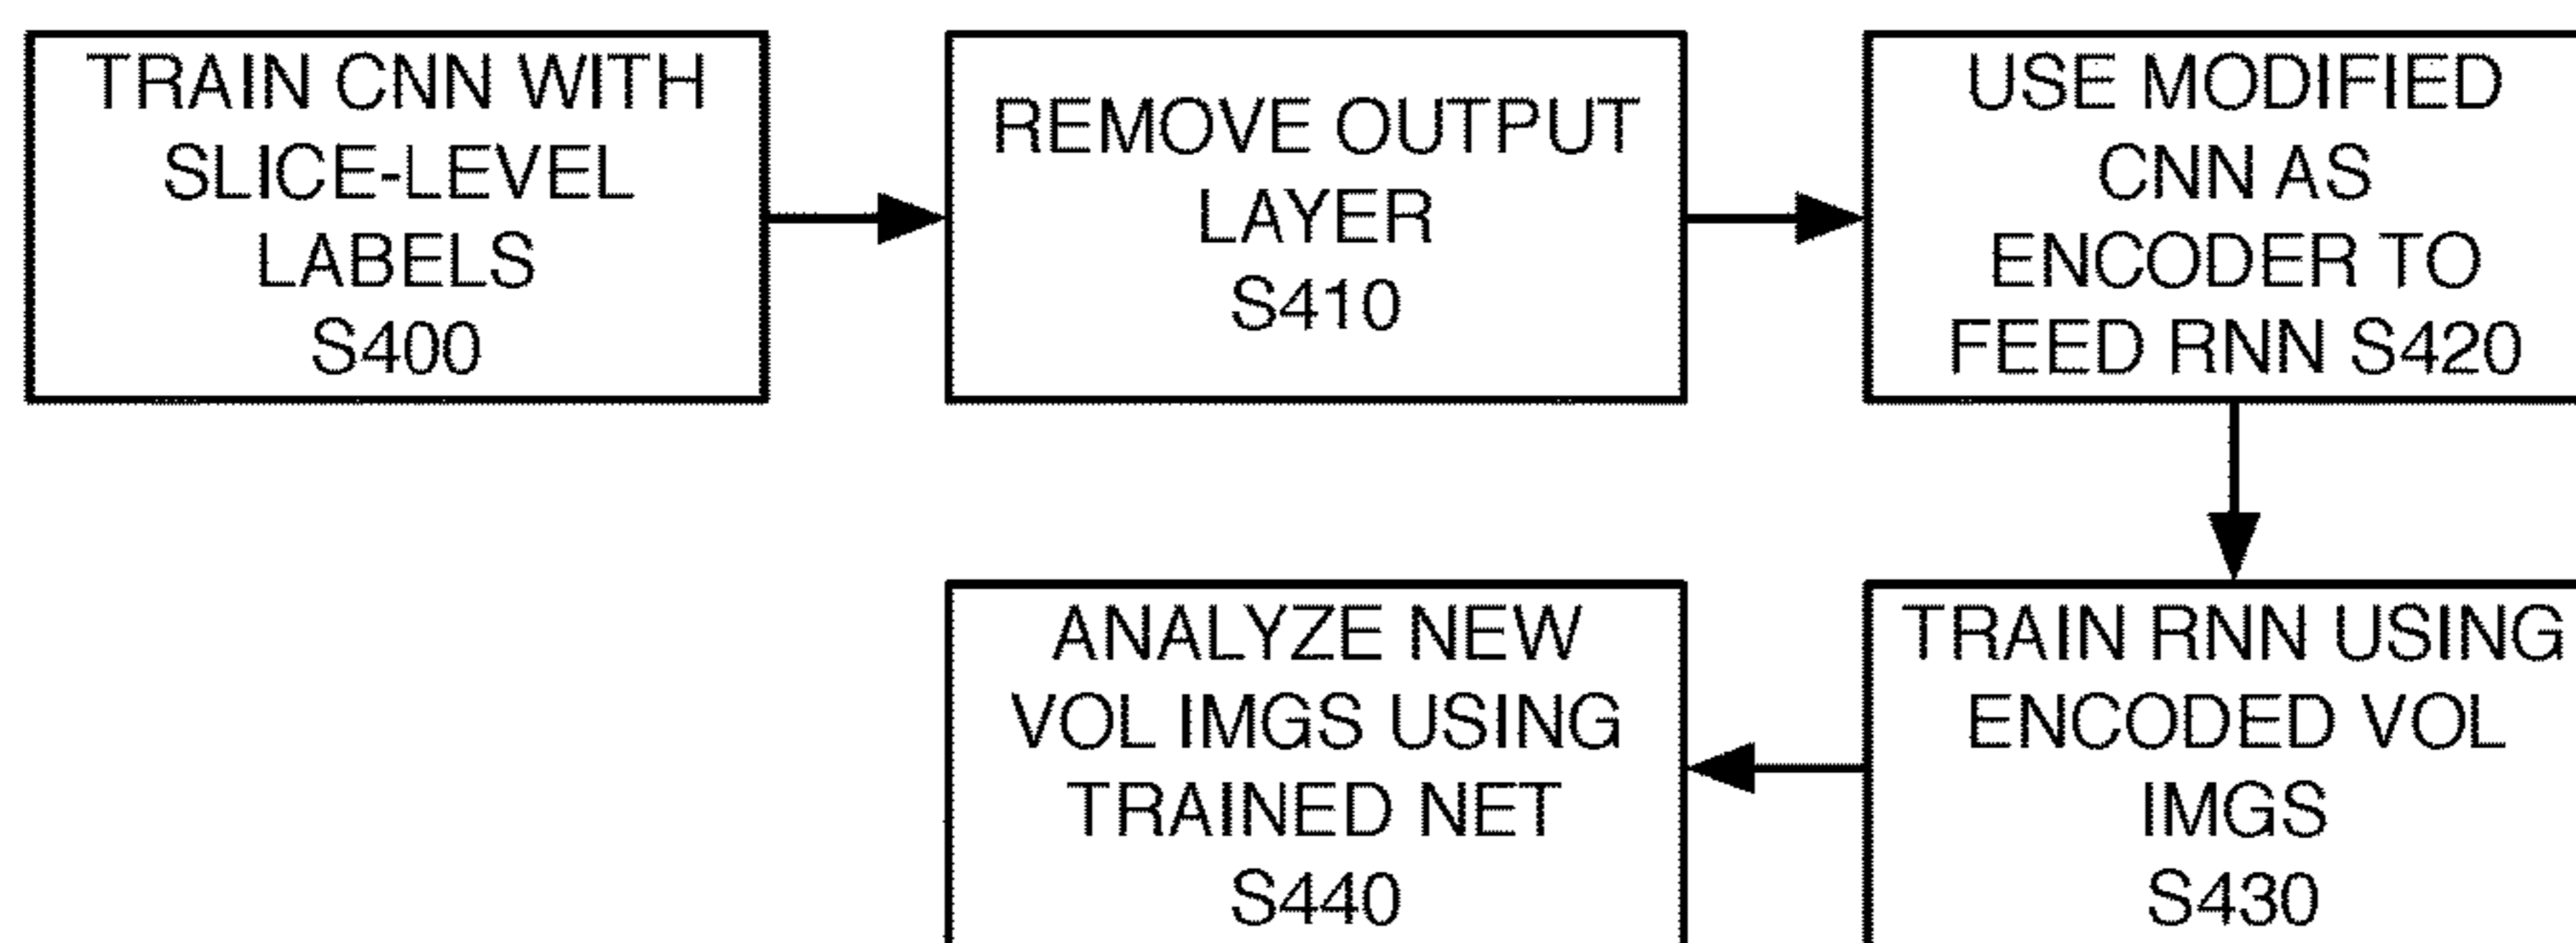 TRAIN CNN WITH
SLICE-LEVEL
LABELS
S400
REMOVE OUTPUT
LAYER
S410
USE MODIFIED
CNN AS
ENCODER TO
FEED RNN S420
TRAIN RNN USING
ENCODED VOL
IMGS
S430
ANALYZE NEW
VOL IMGS USING
TRAINED NET
S440